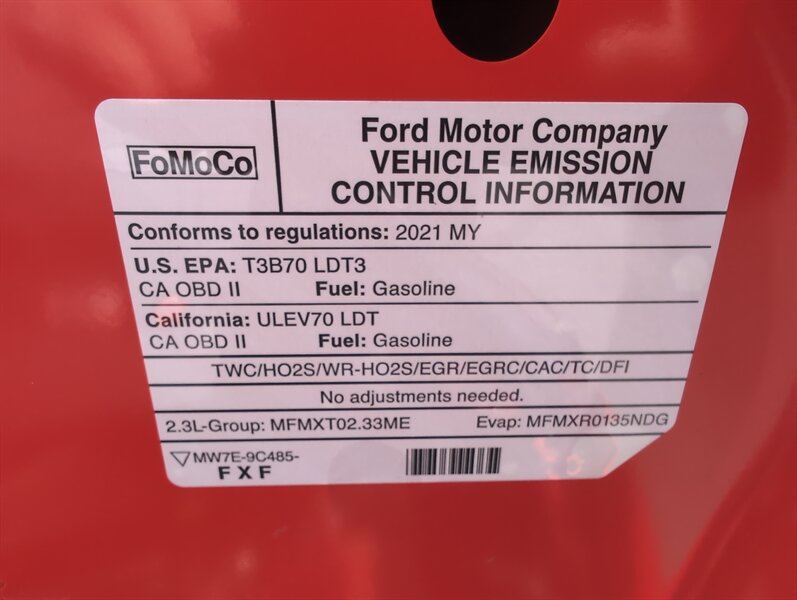 FoMoCo
Ford Motor Company
VEHICLE EMISSION
CONTROL INFORMATION
Conforms to regulations: 2021 MY
U.S. EPA: T3B70 LDT3
CA OBD II Fuel: Gasoline
California: ULEV70 LDT
CA OBD II Fuel: Gasoline
TWC/HO2S/WR-HO2S/EGR/EGRC/CAC/TC/DFI
No adjustments needed.
2.3L-Group: MFMXT02.33ME Evap: MFMXR0135NDG
MW7E-9C485-
F X F